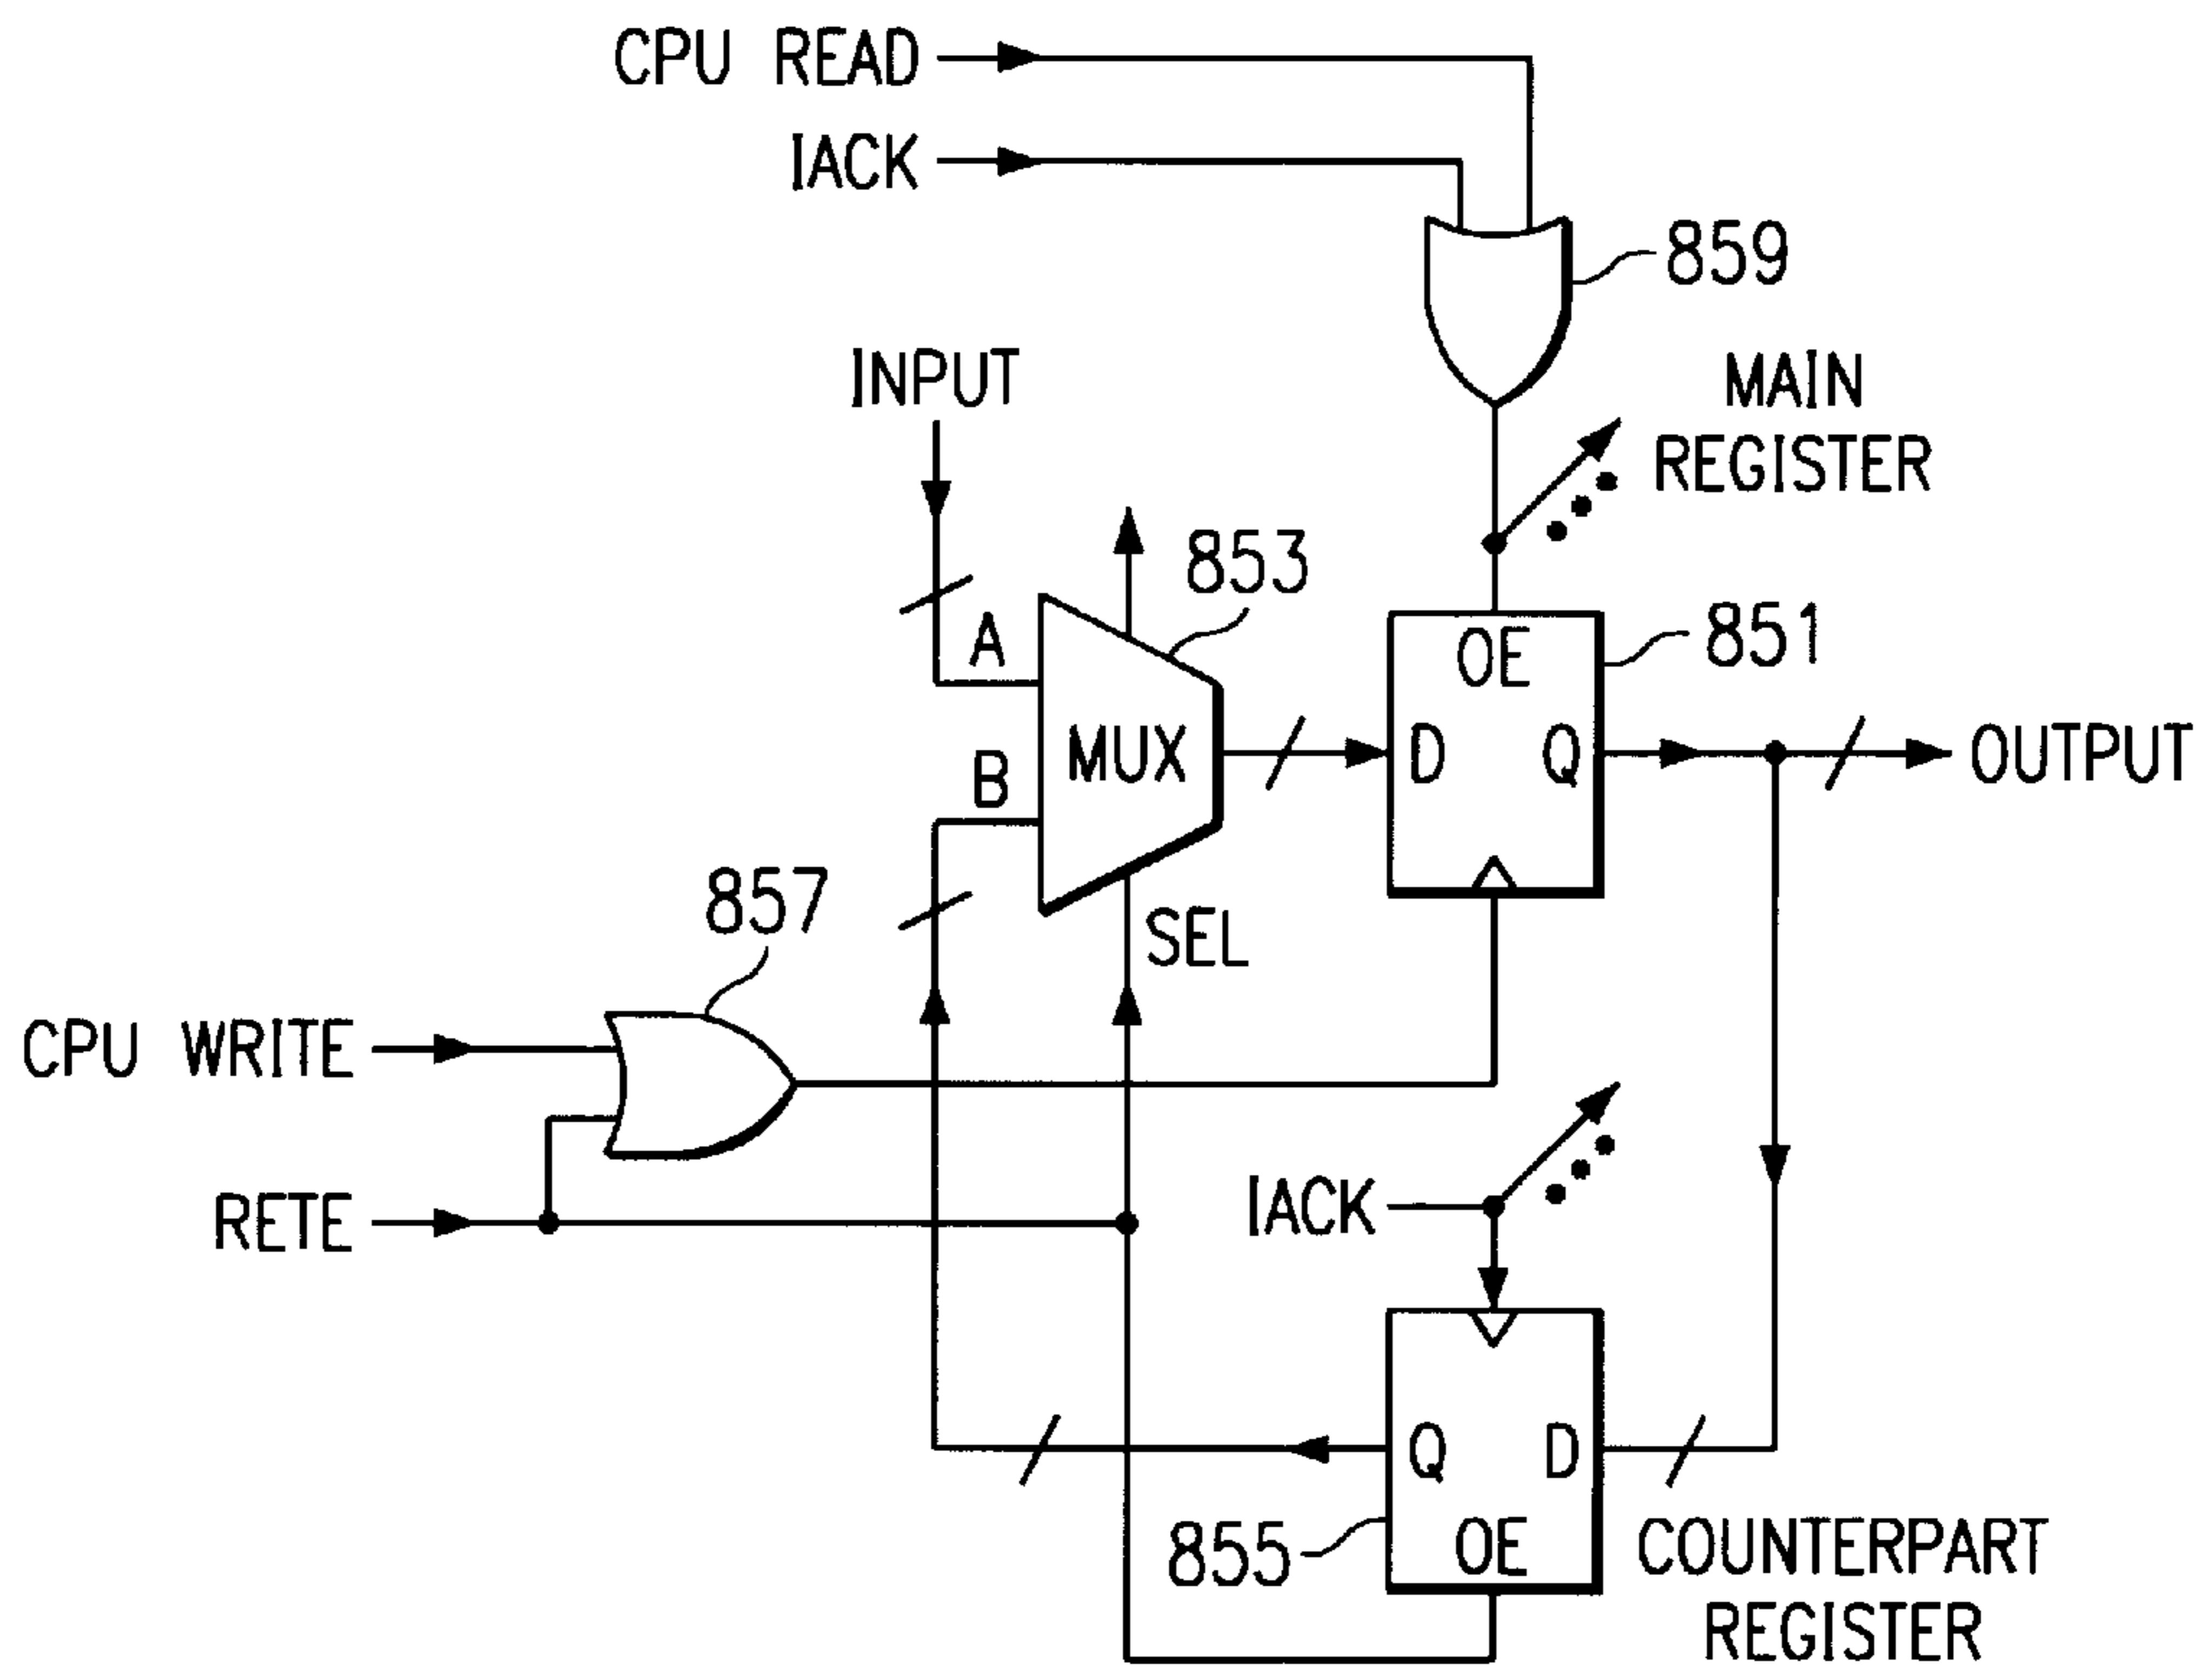 CPU READ
IACK
859
INPUT
MAIN
REGISTER
853
851
A
OE
MUX
D
Q
OUTPUT
B
857
SEL
CPU WRITE
IACK
RETE
Q
D
855
OE
COUNTERPART
REGISTER